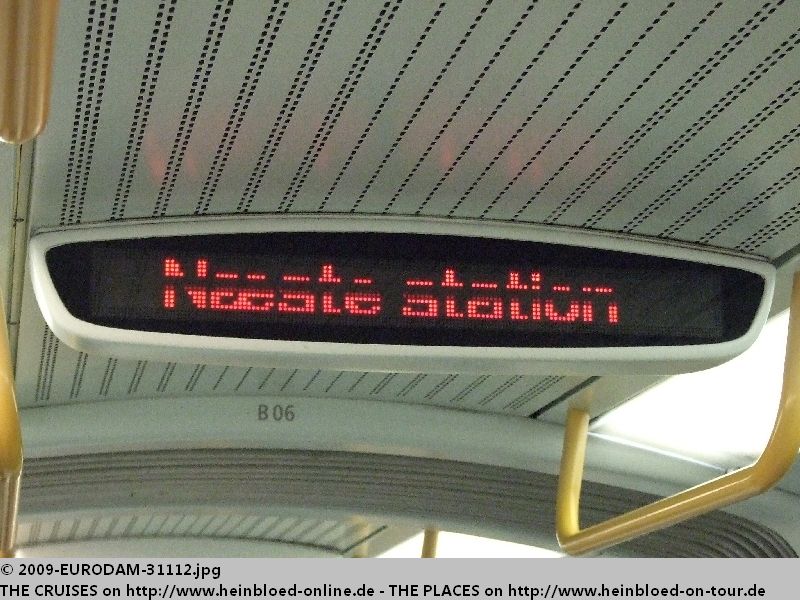 Næste station
B06
© 2009-EURODAM-31112.jpg
THE CRUISES on http://www.heinbloed-online.de - THE PLACES on http://www.heinbloed-on-tour.de